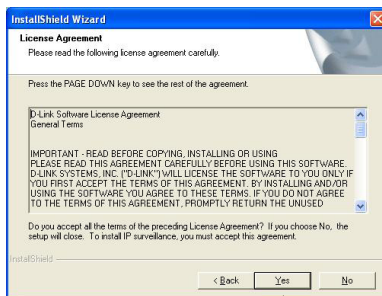 InstallShield Wizard
License Agreement
Please read the following license agreement carefully.
Press the PAGE DOWN key to see the rest of the agreement.
D-Link Software License Agreement
General Terms
IMPORTANT - READ BEFORE COPYING, INSTALLING OR USING
PLEASE READ THIS AGREEMENT CAREFULLY BEFORE USING THIS SOFTWARE.
D-LINK SYSTEMS, INC. ("D-LINK") WILL LICENSE THE SOFTWARE TO YOU ONLY IF
YOU FIRST ACCEPT THE TERMS OF THIS AGREEMENT. BY INSTALLING AND/OR
USING THE SOFTWARE YOU AGREE TO THESE TERMS. IF YOU DO NOT AGREE
TO THE TERMS OF THIS AGREEMENT, PROMPTLY RETURN THE UNUSED
Do you accept all the terms of the preceding License Agreement? If you choose No, the
setup will close. To install IP surveillance, you must accept this agreement.
InstallShield
< Back
Yes
No